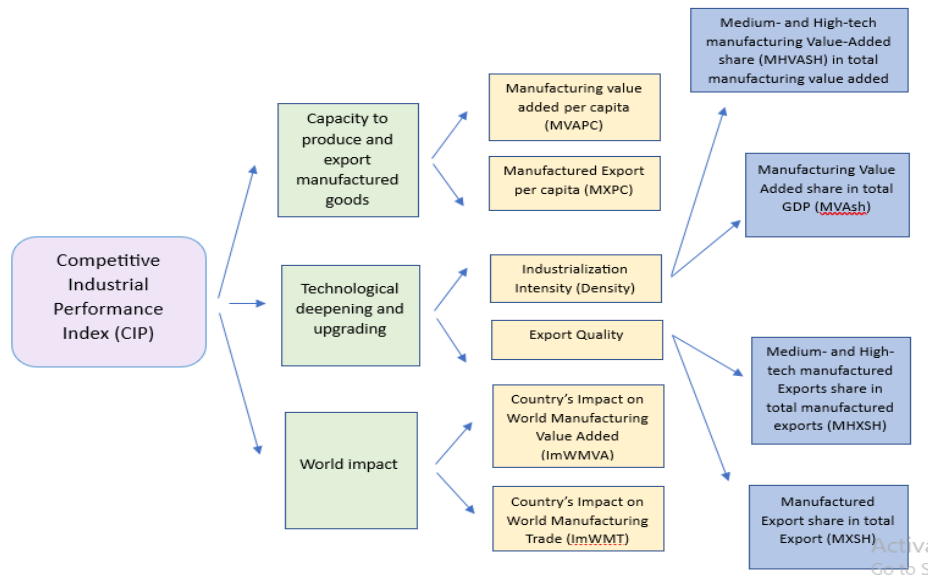 Competitive
Industrial
Performance
Index (CIP)
Capacity to
produce and
export
manufactured
goods
Technological
deepening and
upgrading
World impact
Manufacturing value
added per capita
(MVAPC)
Manufactured Export
per capita (MXPC)
Industrialization
Intensity (Density)
Export Quality
Country's Impact on
World Manufacturing
Value Added
(ImWMVA)
Country's Impact on
World Manufacturing
Trade (ImWMT)
Medium- and High-tech
manufacturing Value-Added
share (MHVASH) in total
manufacturing value added
Manufacturing Value
Added share in total
GDP (MVAsh)
Medium- and High-
tech manufactured
Exports share in
total manufactured
exports (MHXSH)
Manufactured
Export share in total
Export (MXSH)
Go to